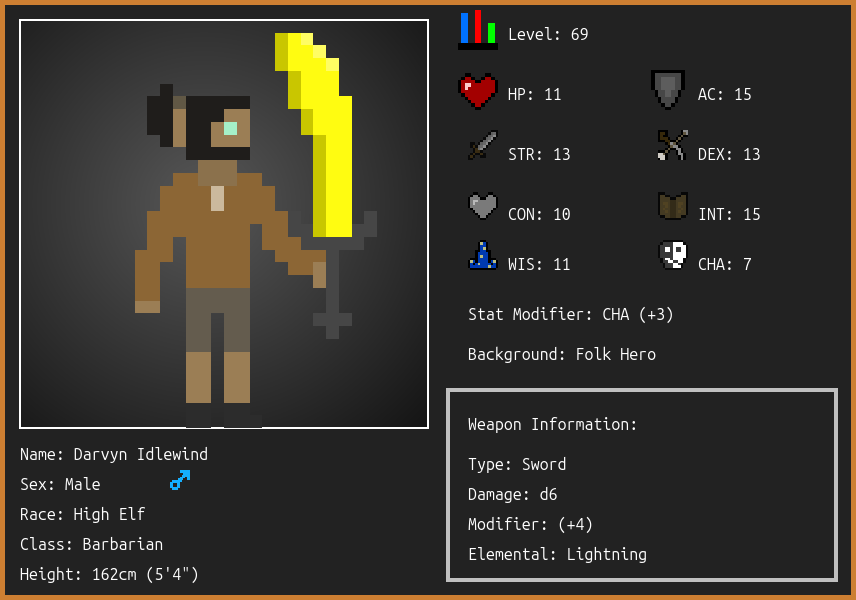 Level: 69
HP: 11
AC: 15
STR: 13
DEX: 13
CON: 10
INT: 15
WIS: 11
CHA: 7
Stat Modifier: CHA (+3)
Background: Folk Hero
Weapon Information:
Type: Sword
Damage: d6
Modifier: (+4)
Elemental: Lightning
Name: Darvyn Idlewind
Sex: Male
Race: High Elf
Class: Barbarian
Height: 162cm (5'4")